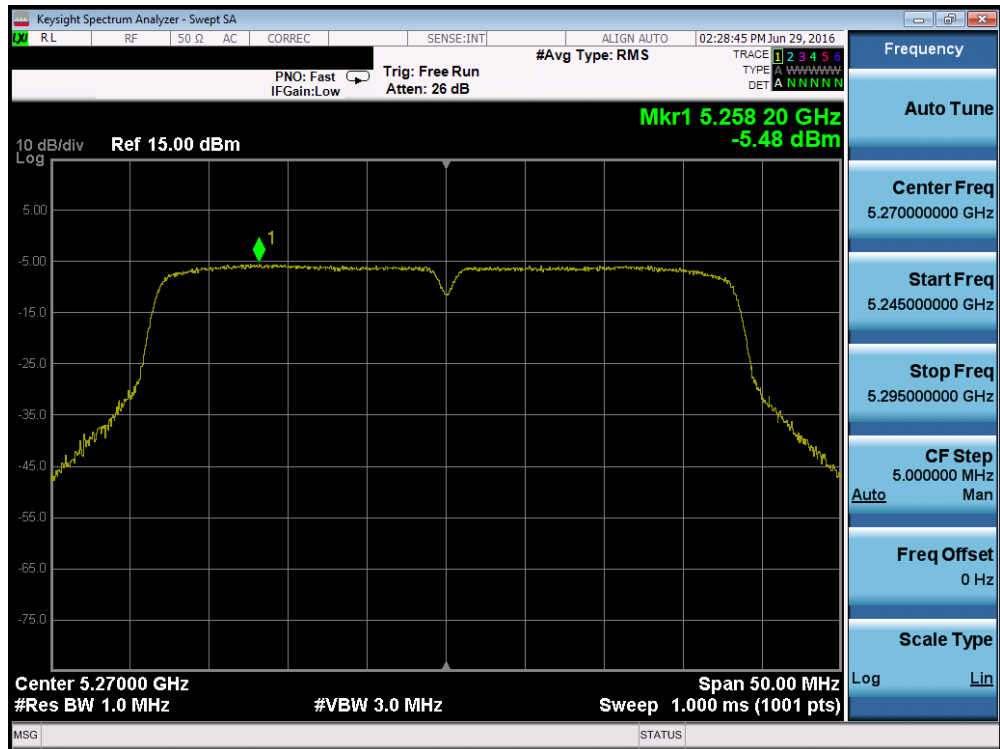 Keysight Spectrum Analyzer - Swept SA
LXI RL RF 50 Ω AC CORREC SENSE:INT ALIGN AUTO 02:28:45 PM Jun 29, 2016
PNO: Fast
IFGain:Low
Trig: Free Run
Atten: 26 dB
#Avg Type: RMS
TRACE 1 2 3 4 5 6
TYPE A WWWWW
DET A N N N N N
Mkr1 5.258 20 GHz
-5.48 dBm
10 dB/div Ref 15.00 dBm
Log
5.00
-5.00
-15.0
-25.0
-35.0
-45.0
-55.0
-65.0
-75.0
1
Center 5.27000 GHz
Span 50.00 MHz
#Res BW 1.0 MHz
#VBW 3.0 MHz
Sweep 1.000 ms (1001 pts)
MSG
STATUS
Frequency
Auto Tune
Center Freq
5.270000000 GHz
Start Freq
5.245000000 GHz
Stop Freq
5.295000000 GHz
CF Step
5.000000 MHz
Auto Man
Freq Offset
0 Hz
Scale Type
Log Lin